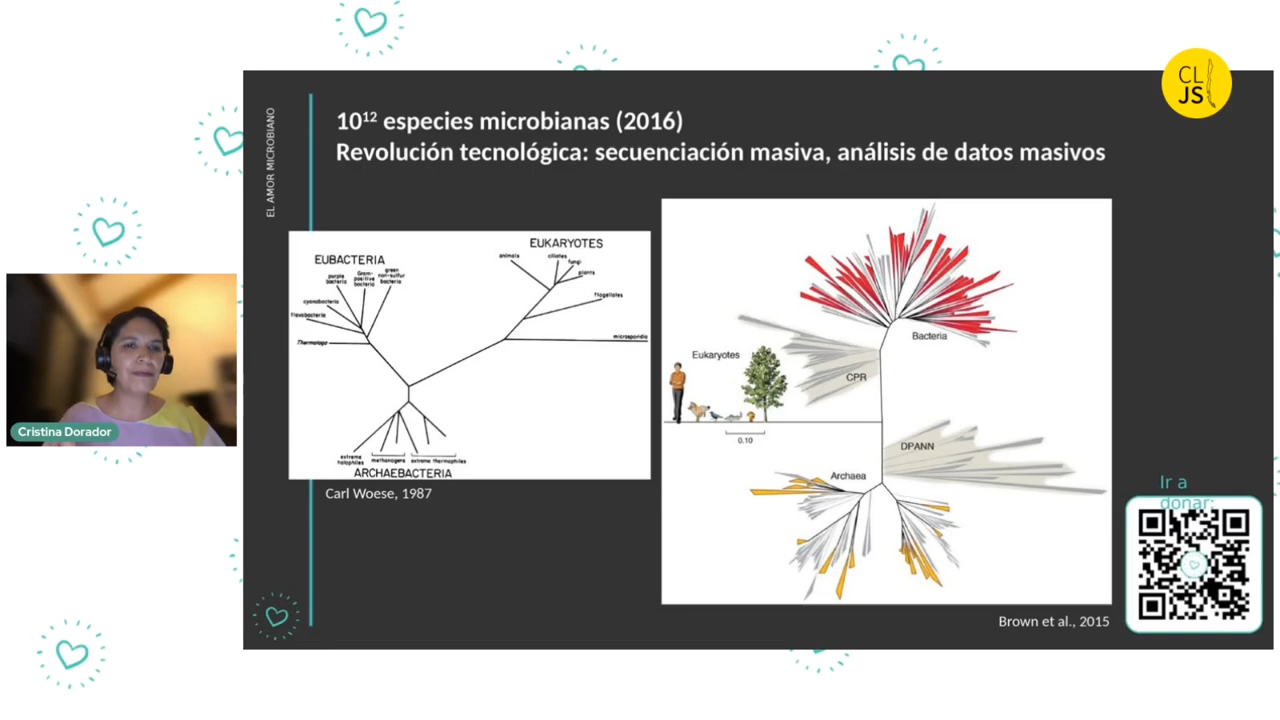 CL
JS
EL AMOR MICROBIANO
10¹² especies microbianas (2016)
Revolución tecnológica: secuenciación masiva, análisis de datos masivos
EUBACTERIA
purple
bacteria
Gram-
positive
bacteria
green
non-sulfur
bacteria
cyanobacteria
flavobacteria
Thermotoga
EUKARYOTES
animals
ciliates
fungi
plants
flagellates
microsporidia
extreme
halophiles
methanogens
extreme thermophiles
ARCHAEBACTERIA
Carl Woese, 1987
Bacteria
Eukaryotes
CPR
0.10
DPANN
Archaea
Brown et al., 2015
Cristina Dorador
Ir a
donar: